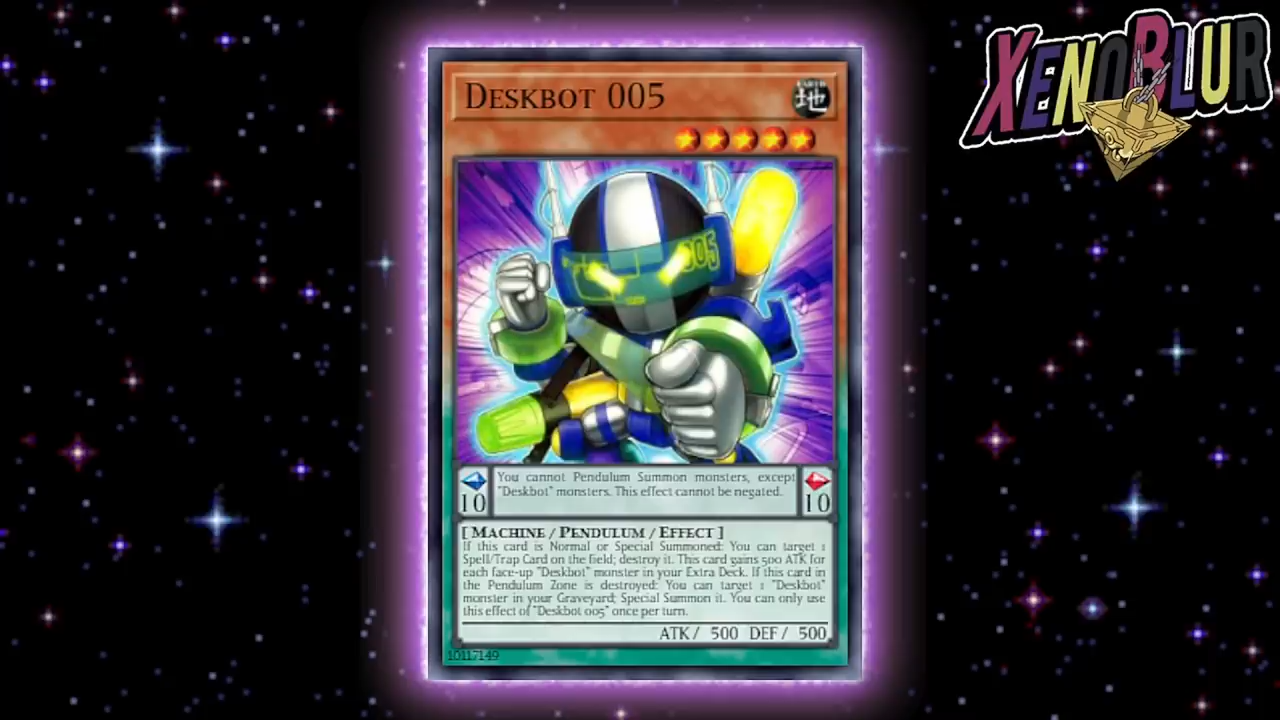 XENOBLUR
DESKBOT 005
EARTH
地
005
You cannot Pendulum Summon monsters, except
"Deskbot" monsters. This effect cannot be negated.
10
10
[ MACHINE / PENDULUM / EFFECT ]
If this card is Normal or Special Summoned: You can target 1
Spell/Trap Card on the field; destroy it. This card gains 500 ATK for
each face-up "Deskbot" monster in your Extra Deck. If this card in
the Pendulum Zone is destroyed: You can target 1 "Deskbot"
monster in your Graveyard; Special Summon it. You can only use
this effect of "Deskbot 005" once per turn.
ATK/ 500 DEF/ 500
10117149